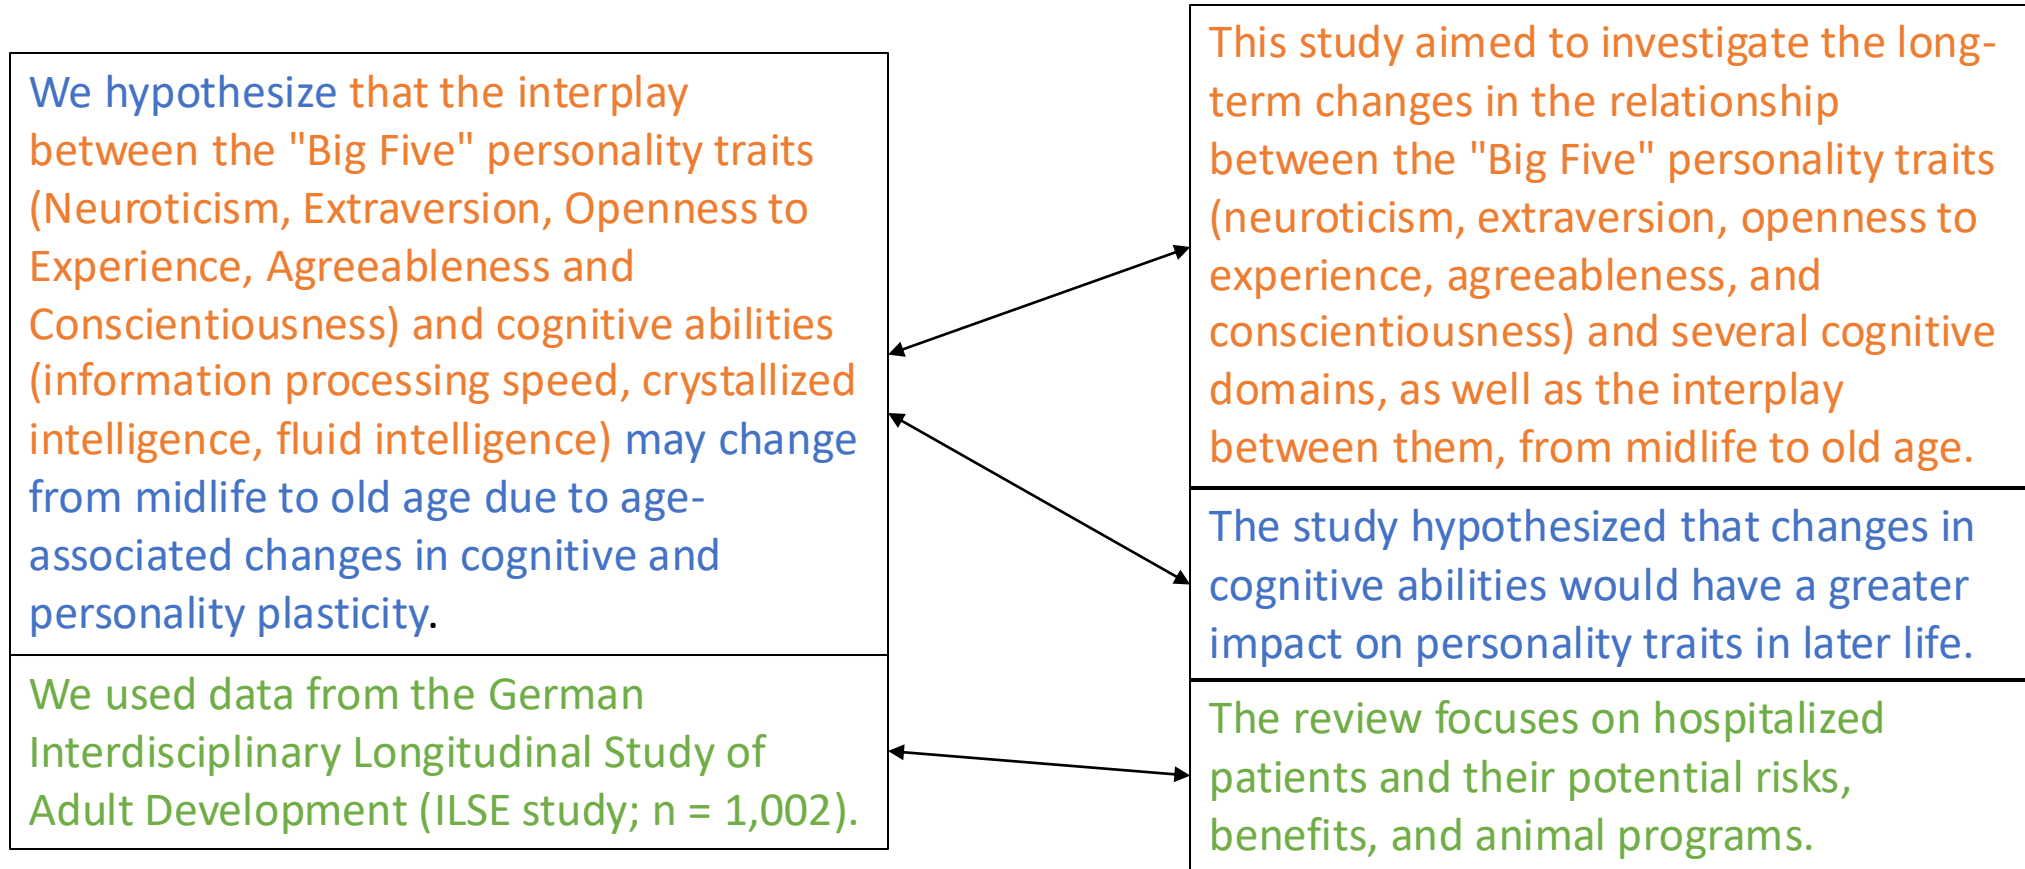 We hypothesize that the interplay
between the "Big Five" personality traits
(Neuroticism, Extraversion, Openness to
Experience, Agreeableness and
Conscientiousness) and cognitive abilities
(information processing speed, crystallized
intelligence, fluid intelligence) may change
from midlife to old age due to age-
associated changes in cognitive and
personality plasticity.
We used data from the German
Interdisciplinary Longitudinal Study of
Adult Development (ILSE study; n = 1,002).
This study aimed to investigate the long-
term changes in the relationship
between the "Big Five" personality traits
(neuroticism, extraversion, openness to
experience, agreeableness, and
conscientiousness) and several cognitive
domains, as well as the interplay
between them, from midlife to old age.
The study hypothesized that changes in
cognitive abilities would have a greater
impact on personality traits in later life.
The review focuses on hospitalized
patients and their potential risks,
benefits, and animal programs.